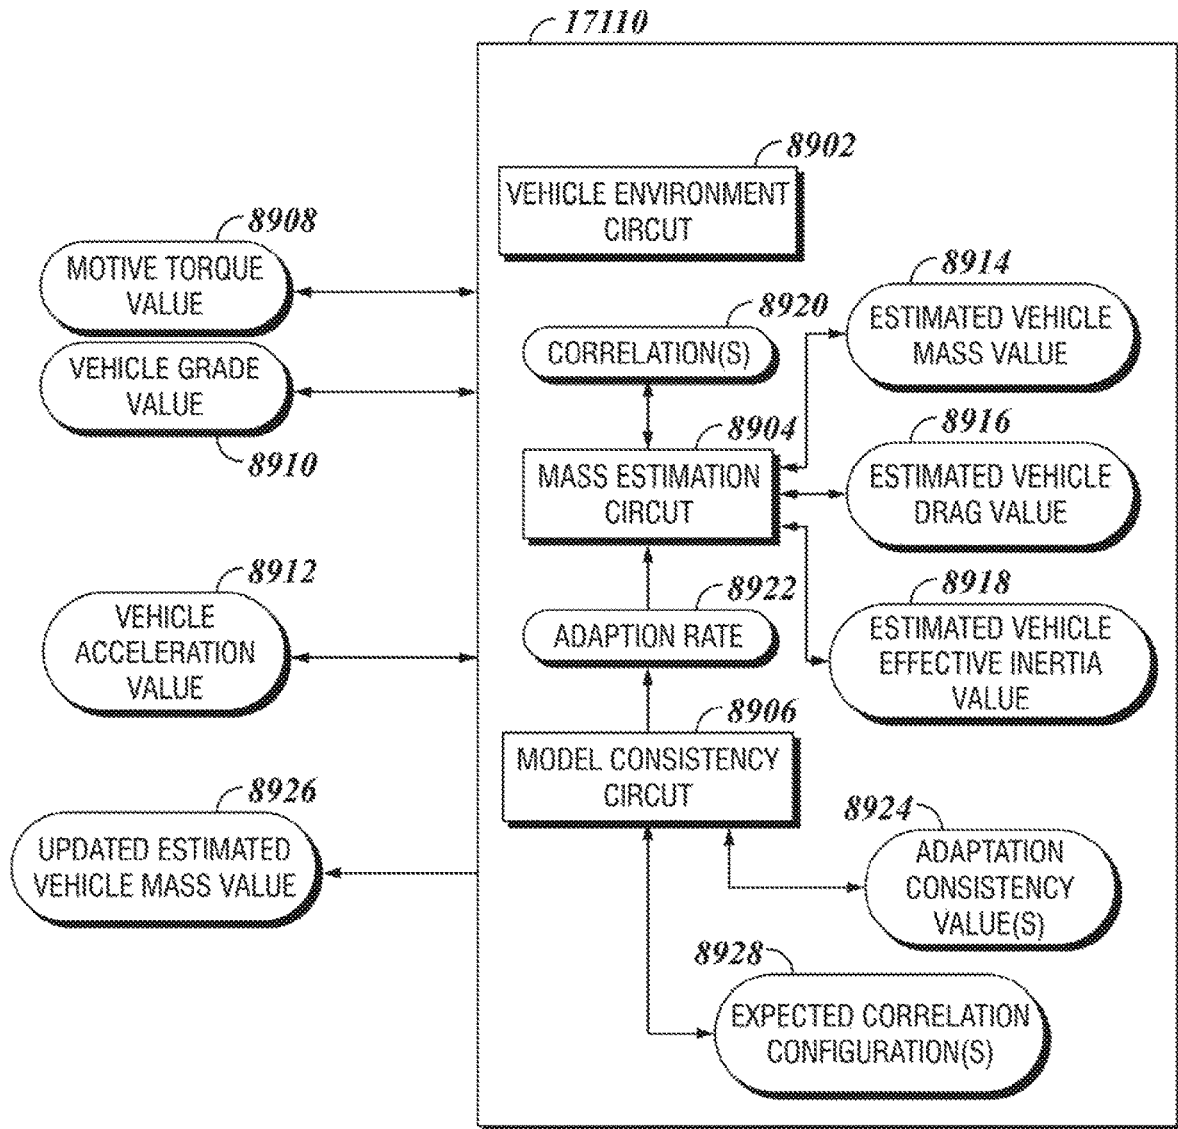 17110
8902
VEHICLE ENVIRONMENT
CIRCUT
8908
MOTIVE TORQUE
VALUE
VEHICLE GRADE
VALUE
8910
8920
CORRELATION(S)
8904
MASS ESTIMATION
CIRCUT
8914
ESTIMATED VEHICLE
MASS VALUE
8916
ESTIMATED VEHICLE
DRAG VALUE
8912
VEHICLE
ACCELERATION
VALUE
8922
ADAPTION RATE
8918
ESTIMATED VEHICLE
EFFECTIVE INERTIA
VALUE
8906
MODEL CONSISTENCY
CIRCUT
8926
UPDATED ESTIMATED
VEHICLE MASS VALUE
8924
ADAPTATION
CONSISTENCY
VALUE(S)
8928
EXPECTED CORRELATION
CONFIGURATION(S)